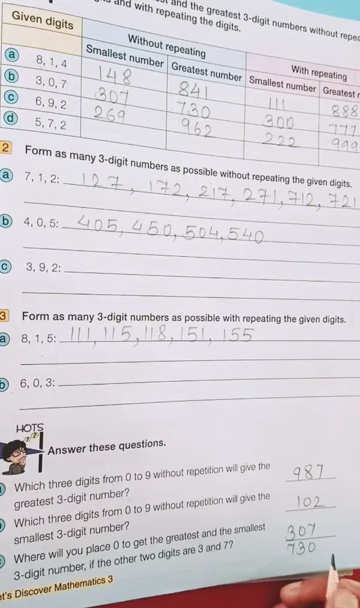 and the greatest 3-digit numbers without
and with repeating the digits.
Given digits
Without repeating
With repeating
Smallest number
Greatest number
Smallest number
Greatest
a 8, 1, 4 148 841 111 888
b 3, 0, 7 307 730 300 777
c 6, 9, 2 269 962 222 999
d 5, 7, 2
2 Form as many 3-digit numbers as possible without repeating the given digits.
a 7, 1, 2: 127, 172, 217, 271, 712, 721
b 4, 0, 5: 405, 450, 504, 540
c 3, 9, 2:
3 Form as many 3-digit numbers as possible with repeating the given digits.
a 8, 1, 5: 111, 115, 118, 151, 155
b 6, 0, 3:
HOTS
??
Answer these questions.
Which three digits from 0 to 9 without repetition will give the 987
greatest 3-digit number?
Which three digits from 0 to 9 without repetition will give the 102
smallest 3-digit number?
Where will you place 0 to get the greatest and the smallest 307
3-digit number, if the other two digits are 3 and 7? 730
et's Discover Mathematics 3